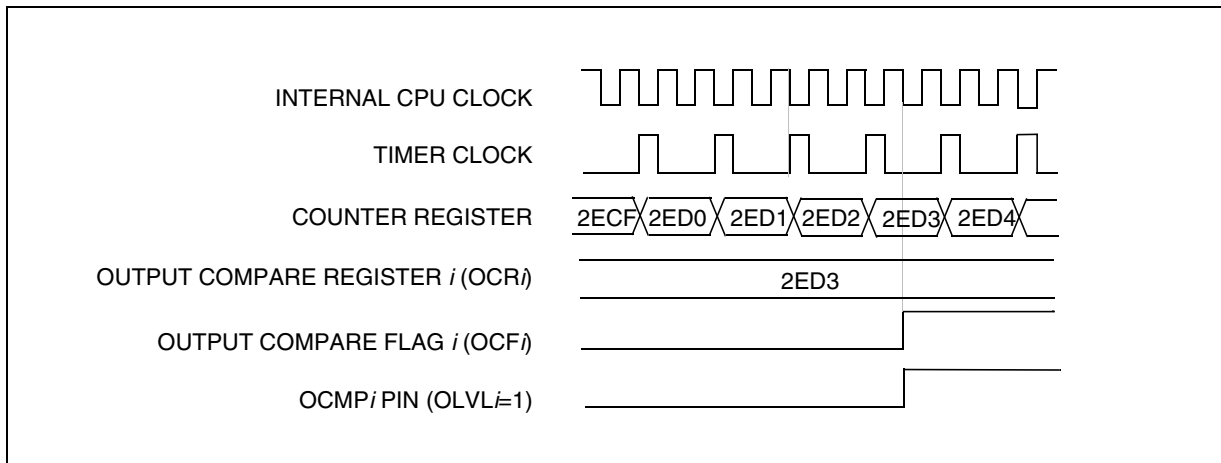 INTERNAL CPU CLOCK
TIMER CLOCK
COUNTER REGISTER 2ECF 2ED0 2ED1 2ED2 2ED3 2ED4
OUTPUT COMPARE REGISTER i (OCRi) 2ED3
OUTPUT COMPARE FLAG i (OCFi)
OCMPi PIN (OLVLi=1)